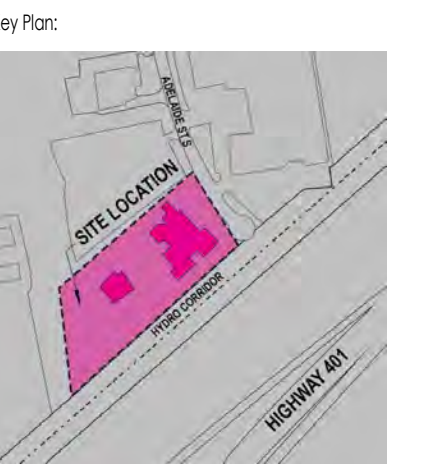 ey Plan:
ADELAIDE ST S
SITE LOCATION
HYDRO CORRIDOR
HIGHWAY 401